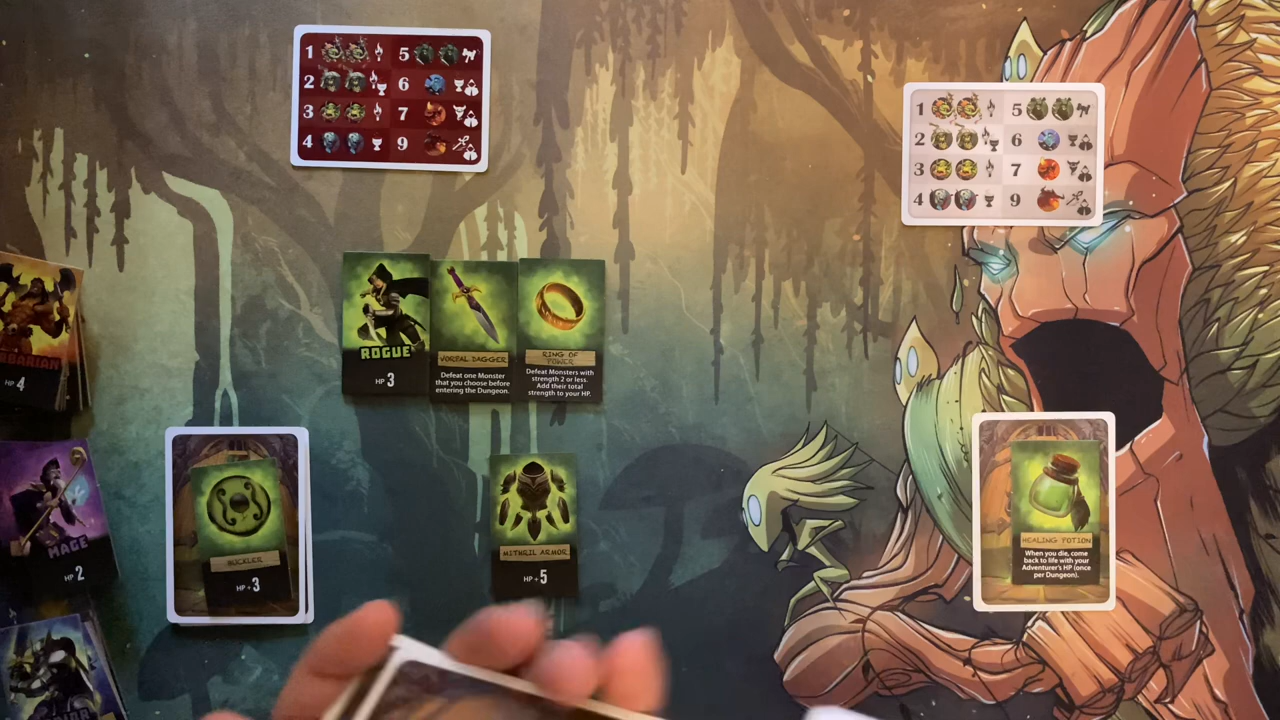 1 5
2 6
3 7
4 9
1 5
2 6
3 7
4 9
BARIAN
HP 4
ROGUE
HP 3
VORPAL DAGGER
Defeat one Monster
that you choose before
entering the Dungeon.
RING OF
POWER
Defeat Monsters with
strength 2 or less.
Add their total
strength to your HP.
MAGE
HP 2
BUCKLER
HP +3
MITHRIL ARMOR
HP +5
HEALING POTION
When you die, come
back to life with your
Adventurer's HP (once
per Dungeon).